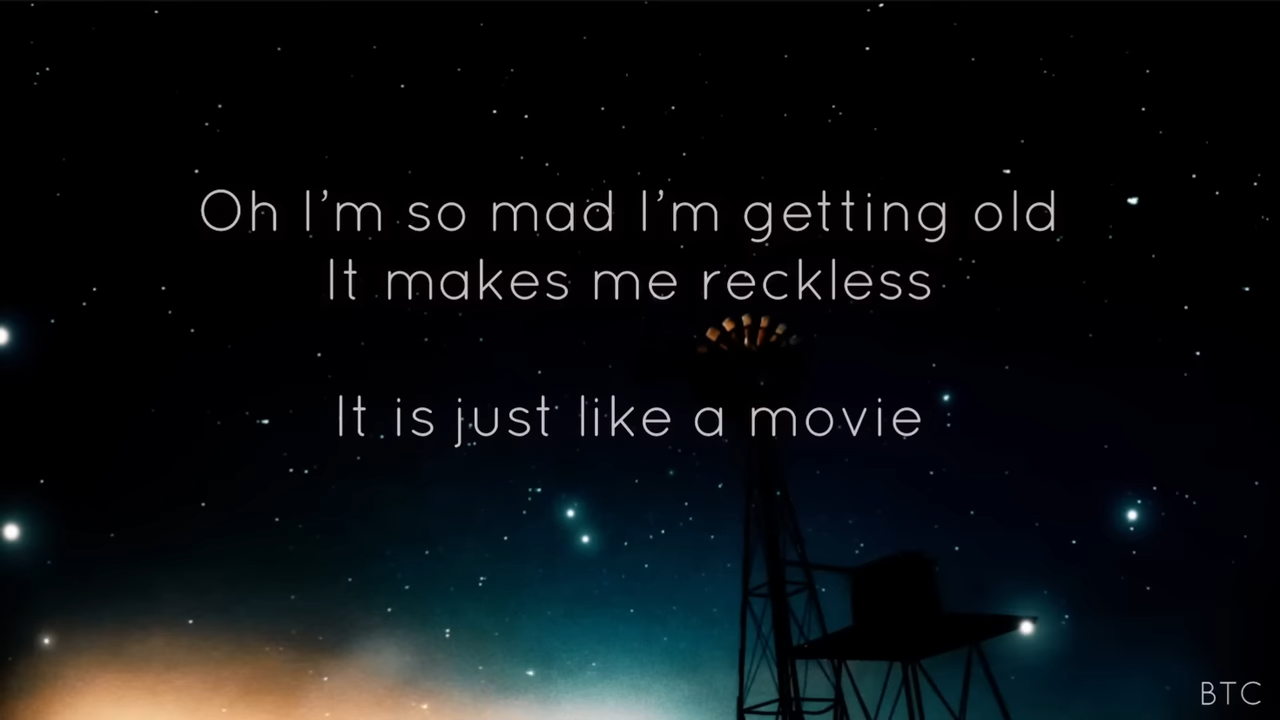 Oh I’m so mad I’m getting old
It makes me reckless
It is just like a movie
BTC